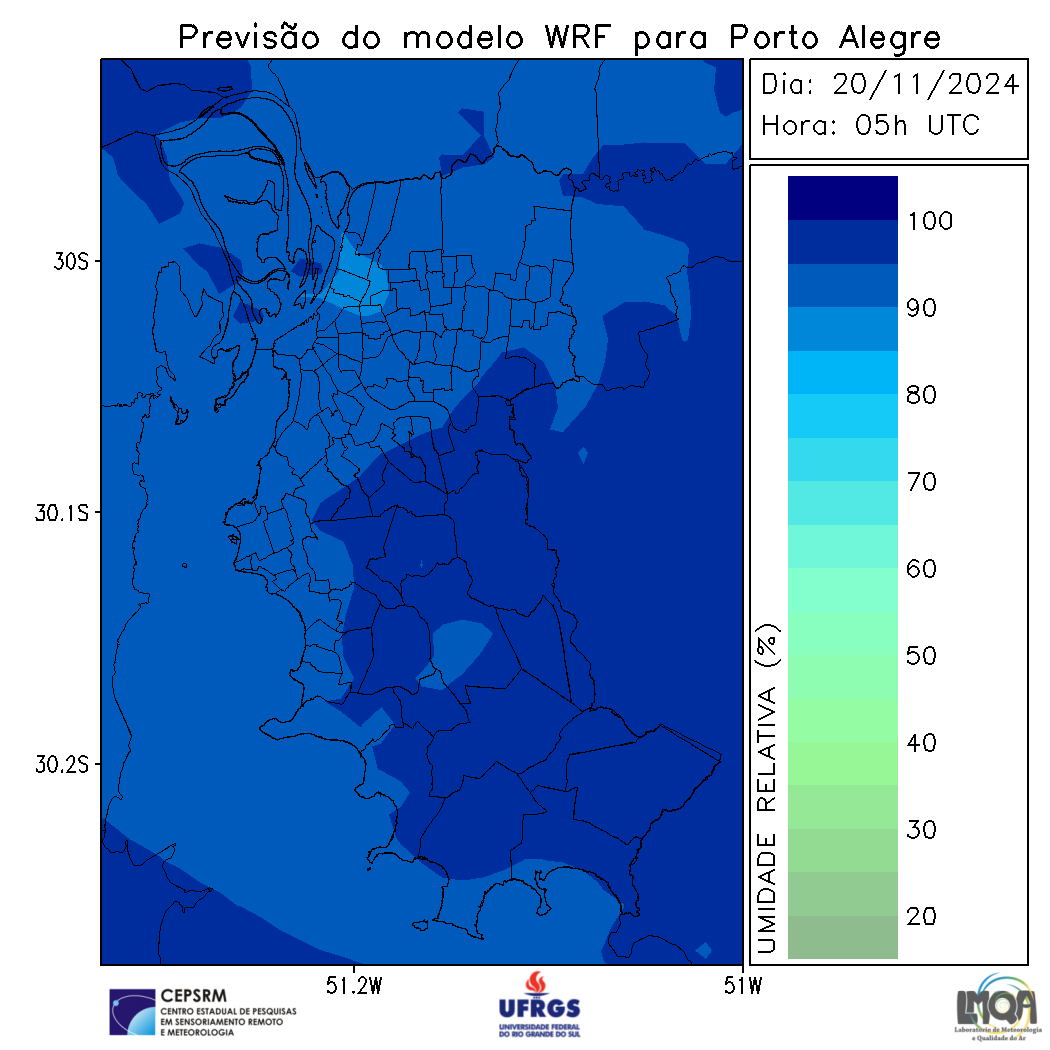 Previsão do modelo WRF para Porto Alegre
Dia: 20/11/2024
Hora: 05h UTC
30S
30.1S
30.2S
51.2W
51W
UMIDADE RELATIVA (%)
100
90
80
70
60
50
40
30
20
CEPSRM
CENTRO ESTADUAL DE PESQUISAS
EM SENSORIAMENTO REMOTO
E METEOROLOGIA
UFRGS
UNIVERSIDADE FEDERAL
DO RIO GRANDE DO SUL
LMQA
Laboratório de Meteorologia
e Qualidade do Ar